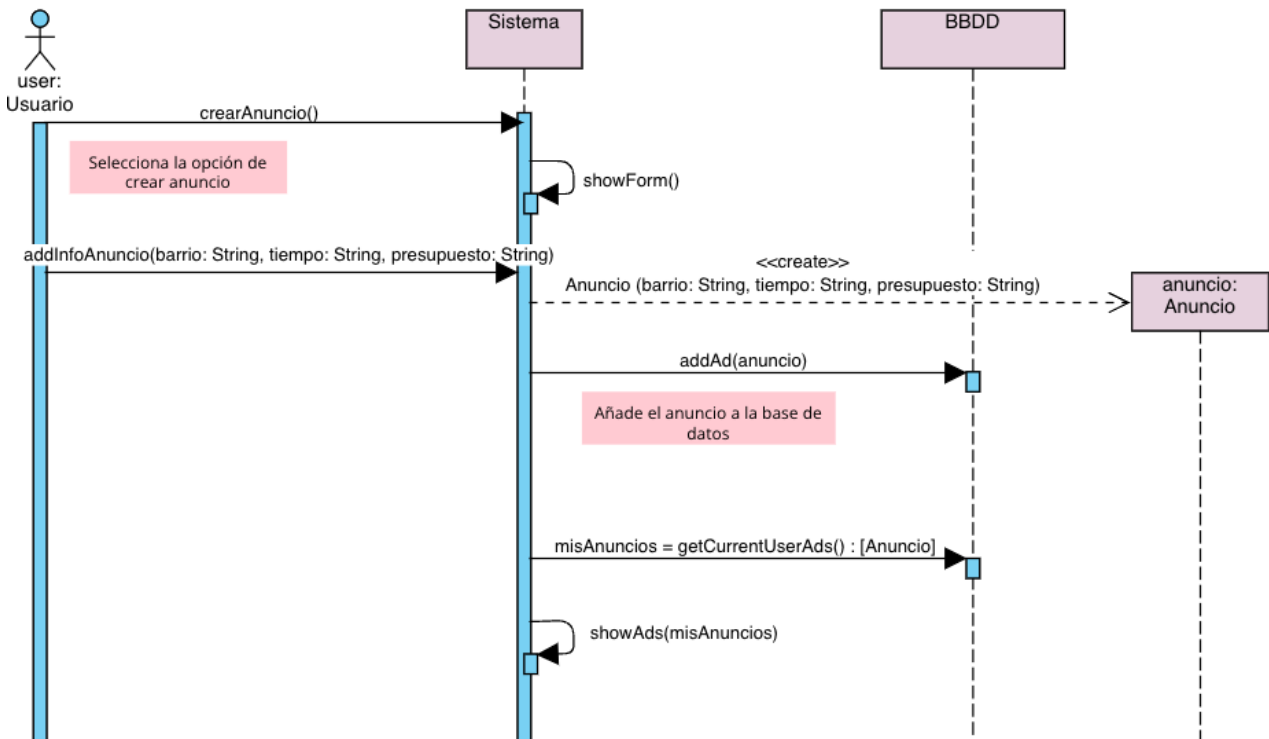 Sistema
BBDD
user:
Usuario
crearAnuncio()
Selecciona la opción de
crear anuncio
showForm()
addInfoAnuncio(barrio: String, tiempo: String, presupuesto: String)
<<create>>
Anuncio (barrio: String, tiempo: String, presupuesto: String)
anuncio:
Anuncio
addAd(anuncio)
Añade el anuncio a la base de
datos
misAnuncios = getCurrentUserAds() : [Anuncio]
showAds(misAnuncios)